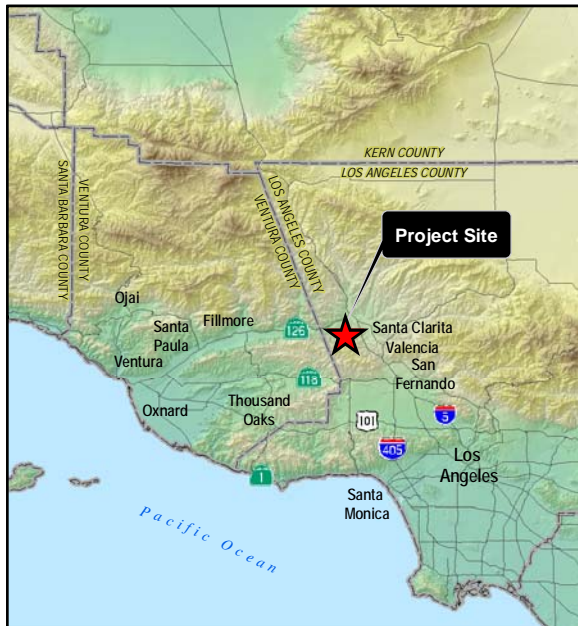 KERN COUNTY
LOS ANGELES COUNTY
SANTA BARBARA COUNTY
VENTURA COUNTY
LOS ANGELES COUNTY
VENTURA COUNTY
Project Site
Ojai
Santa
Paula
Fillmore
126
Santa Clarita
Valencia
San
Fernando
Ventura
118
Oxnard
Thousand
Oaks
101
5
405
Los
Angeles
1
Santa
Monica
Pacific Ocean